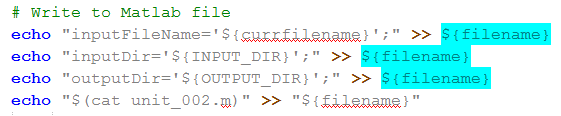 # Write to Matlab file
echo "inputFileName='${currfilename}';" >> ${filename}
echo "inputDir='${INPUT_DIR}';" >> ${filename}
echo "outputDir='${OUTPUT_DIR}';" >> ${filename}
echo "$(cat unit_002.m)" >> "${filename}"